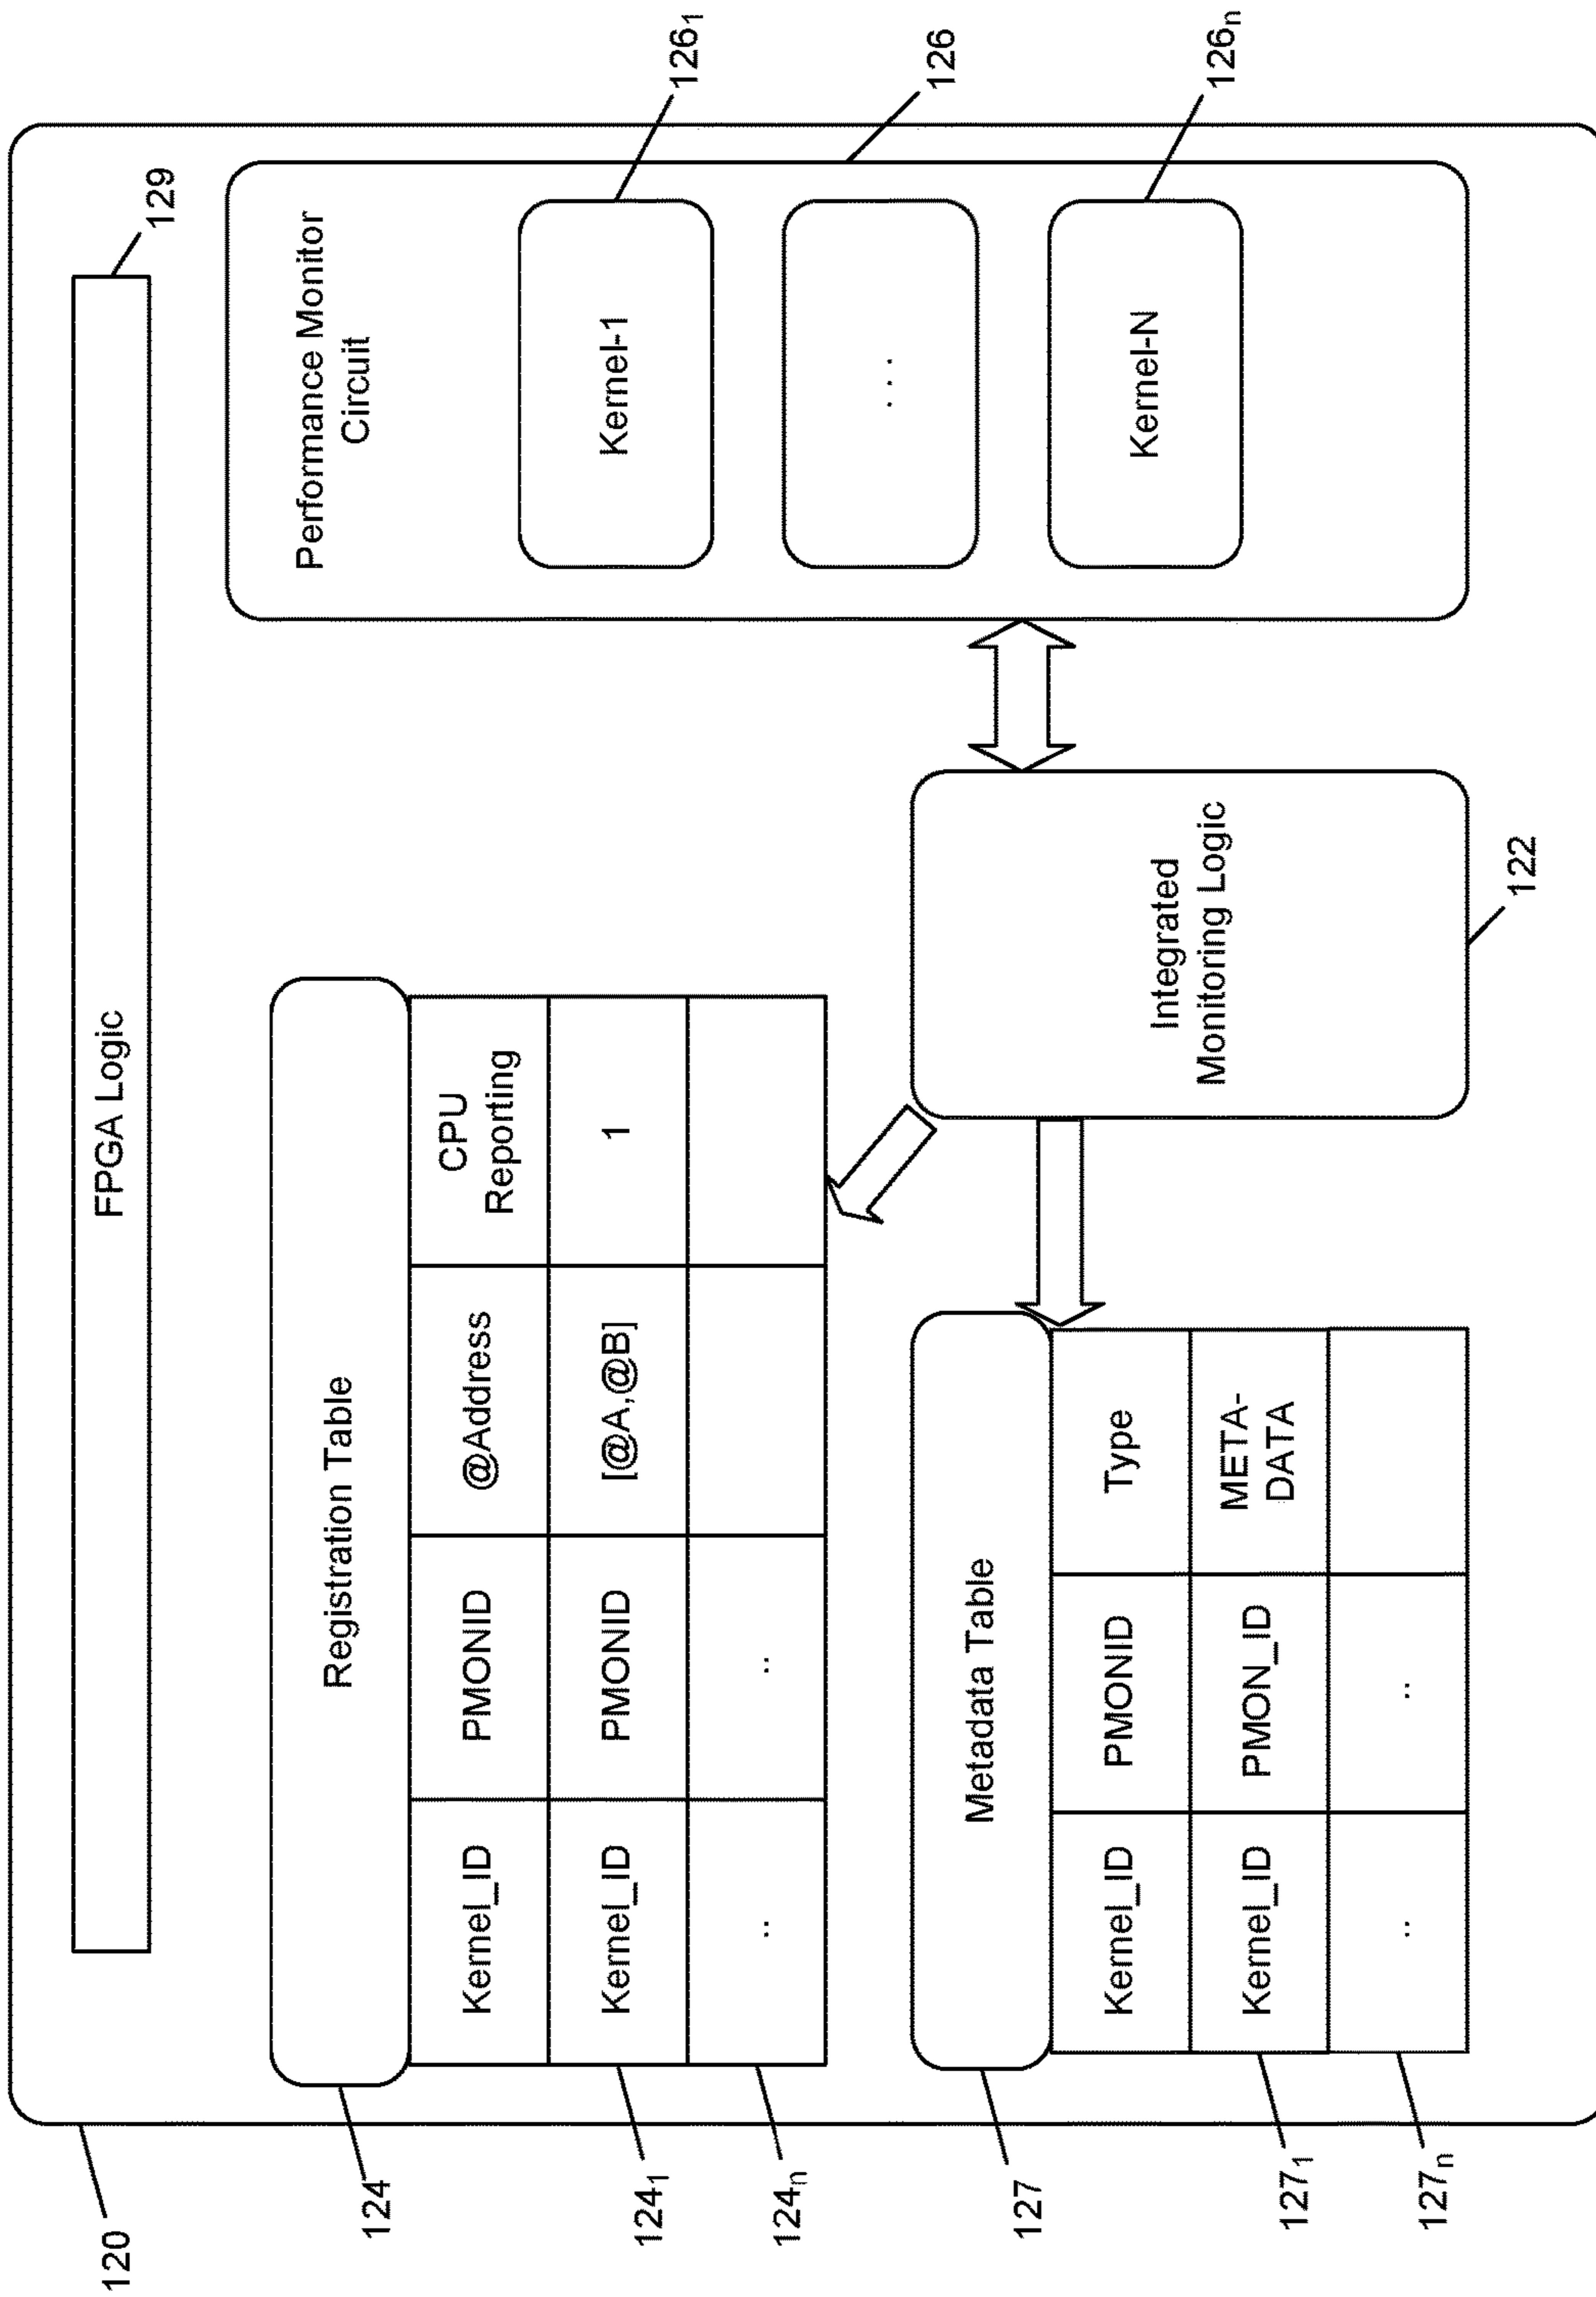 120
FPGA Logic
129
124
Registration Table
Kernel_ID
PMONID
@Address
CPU
Reporting
124₁
Kernel_ID
PMONID
[@A,@B]
1
124ₙ
..
..
127
Metadata Table
Kernel_ID
PMONID
Type
127₁
Kernel_ID
PMON_ID
META-
DATA
127ₙ
..
..
Integrated
Monitoring Logic
122
Performance Monitor
Circuit
Kernel-1
126₁
. . .
126
Kernel-N
126ₙ